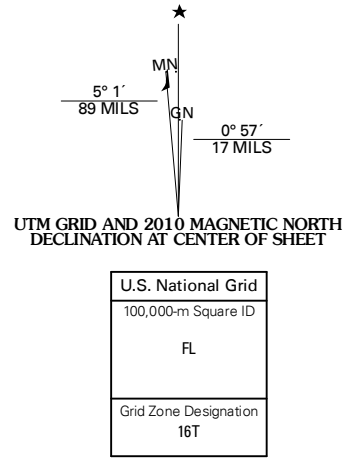 MN
GN
5° 1´
89 MILS
0° 57´
17 MILS
UTM GRID AND 2010 MAGNETIC NORTH
DECLINATION AT CENTER OF SHEET
U.S. National Grid
100,000-m Square ID
FL
Grid Zone Designation
16T